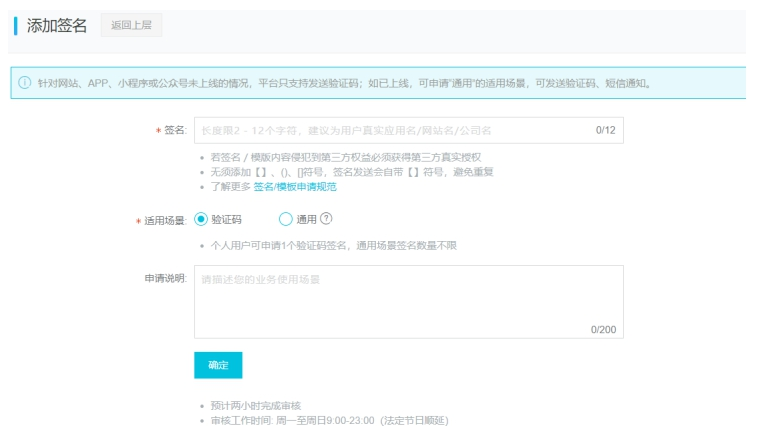 添加签名 返回上层
针对网站、APP、小程序或公众号未上线的情况，平台只支持发送验证码；如已上线，可申请"通用"的适用场景，可发送验证码、短信通知。
* 签名: 长度限2 - 12个字符，建议为用户真实应用名/网站名/公司名 0/12
• 若签名 / 模版内容侵犯到第三方权益必须获得第三方真实授权
• 无须添加【 】、()、[]符号，签名发送会自带【 】符号，避免重复
• 了解更多 签名/模板申请规范
* 适用场景: 验证码 通用 ?
• 个人用户可申请1个验证码签名，通用场景签名数量不限
申请说明: 请描述您的业务使用场景
0/200
确定
• 预计两小时完成审核
• 审核工作时间: 周一至周日9:00-23:00（法定节日顺延）